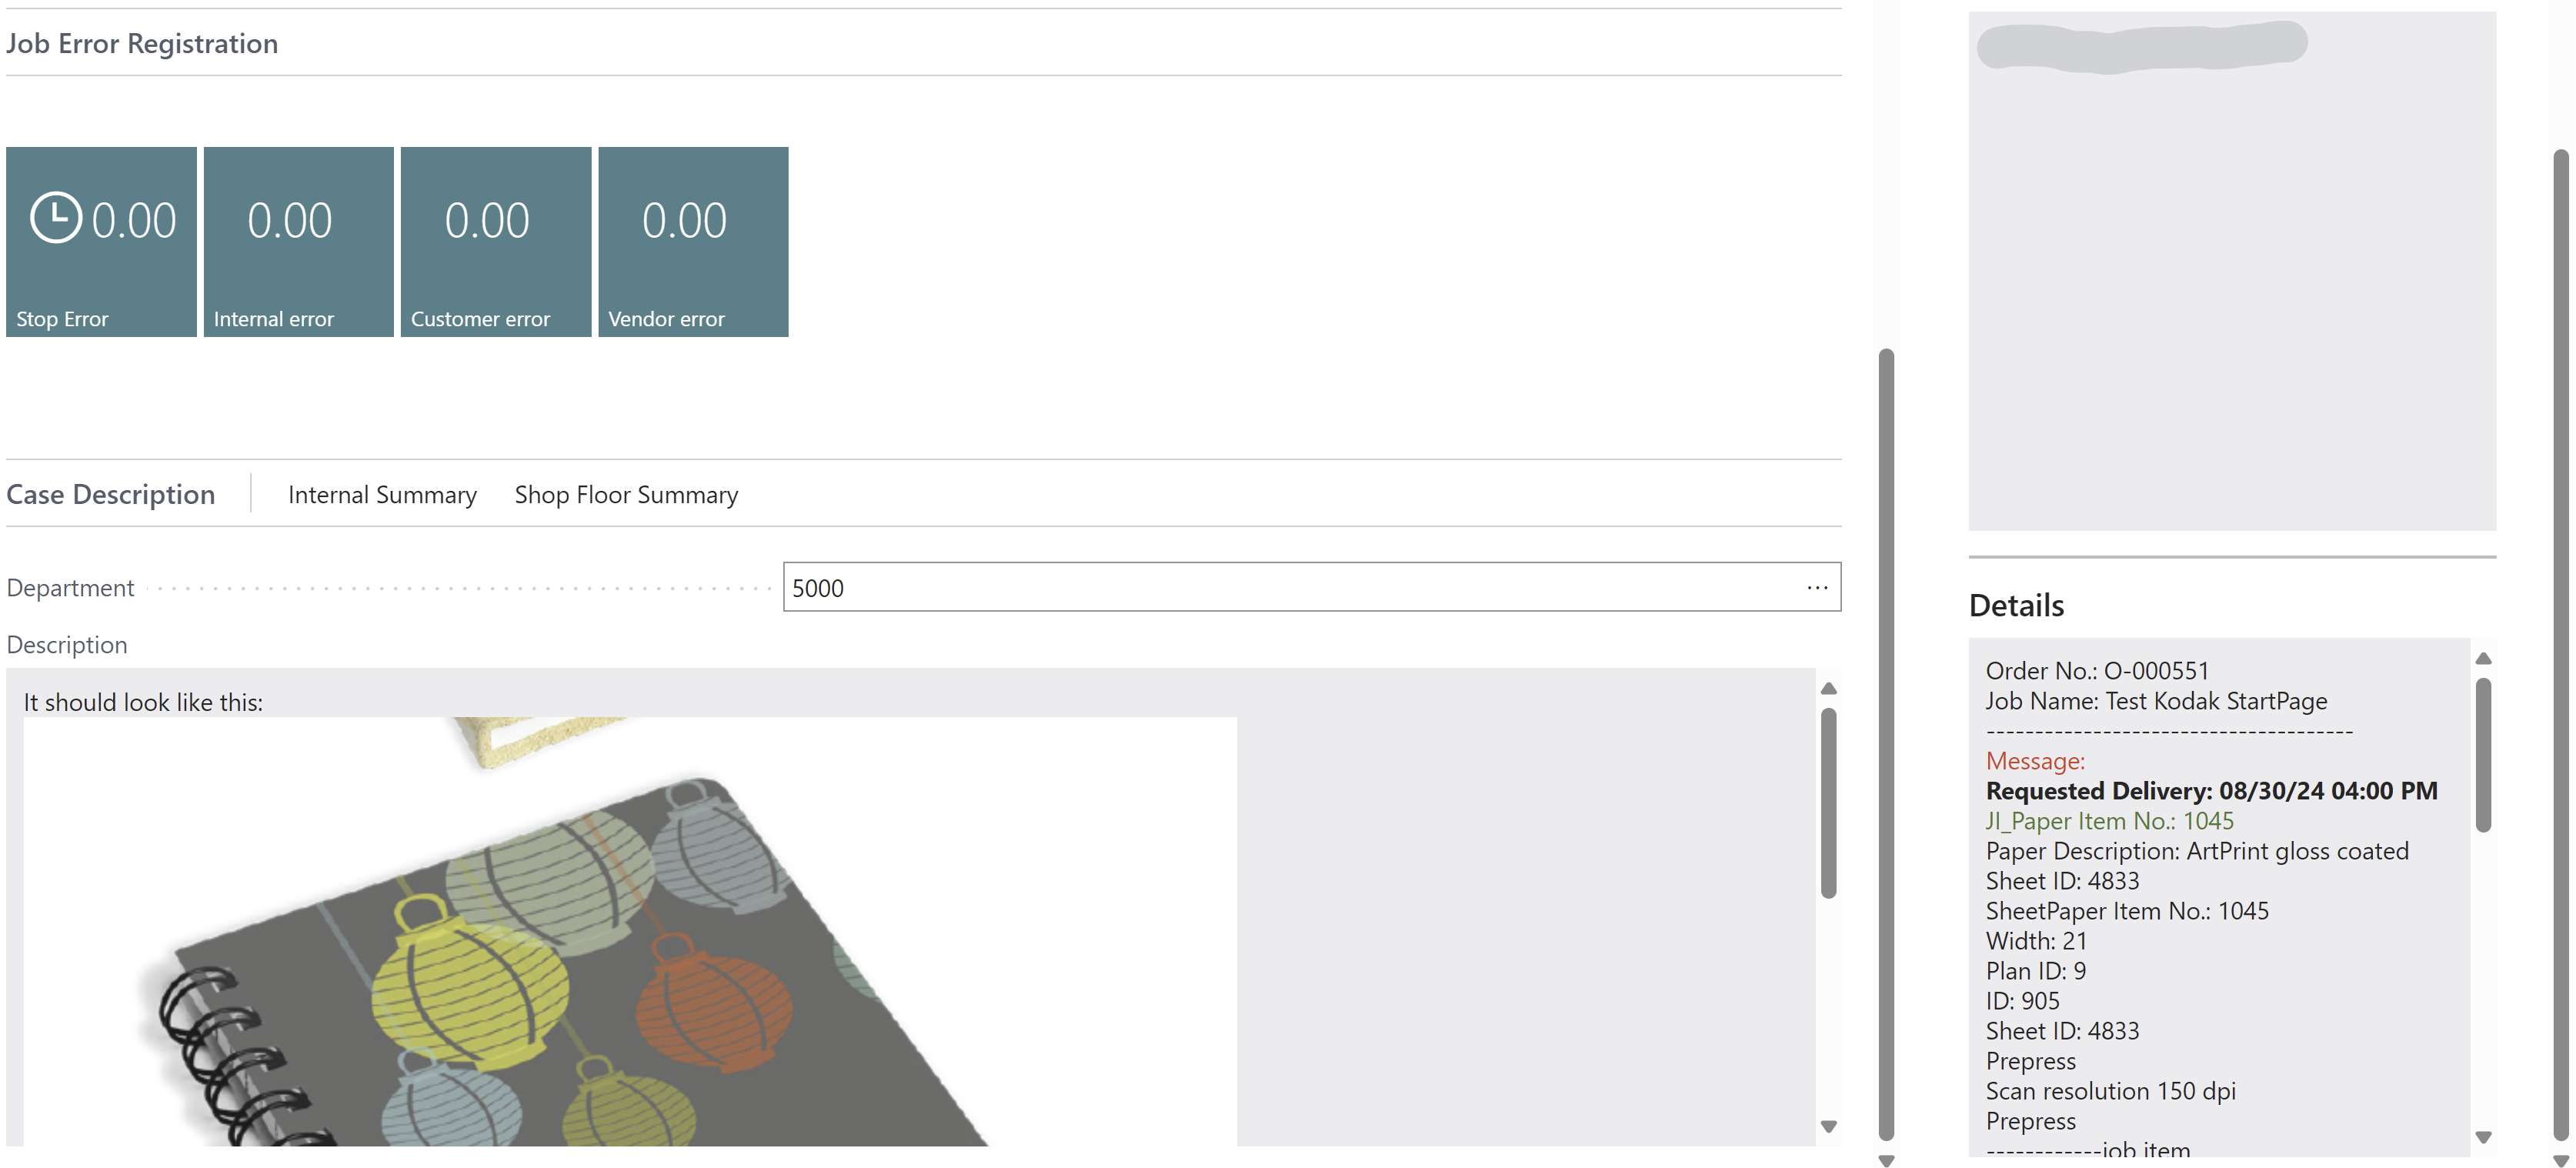 Job Error Registration
0.00 0.00 0.00 0.00
Stop Error Internal error Customer error Vendor error
Case Description Internal Summary Shop Floor Summary
Department 5000 ...
Description
It should look like this:
Details
Order No.: O-000551
Job Name: Test Kodak StartPage
--------------------------------------
Message:
Requested Delivery: 08/30/24 04:00 PM
JI_Paper Item No.: 1045
Paper Description: ArtPrint gloss coated
Sheet ID: 4833
SheetPaper Item No.: 1045
Width: 21
Plan ID: 9
ID: 905
Sheet ID: 4833
Prepress
Scan resolution 150 dpi
Prepress
------------job item